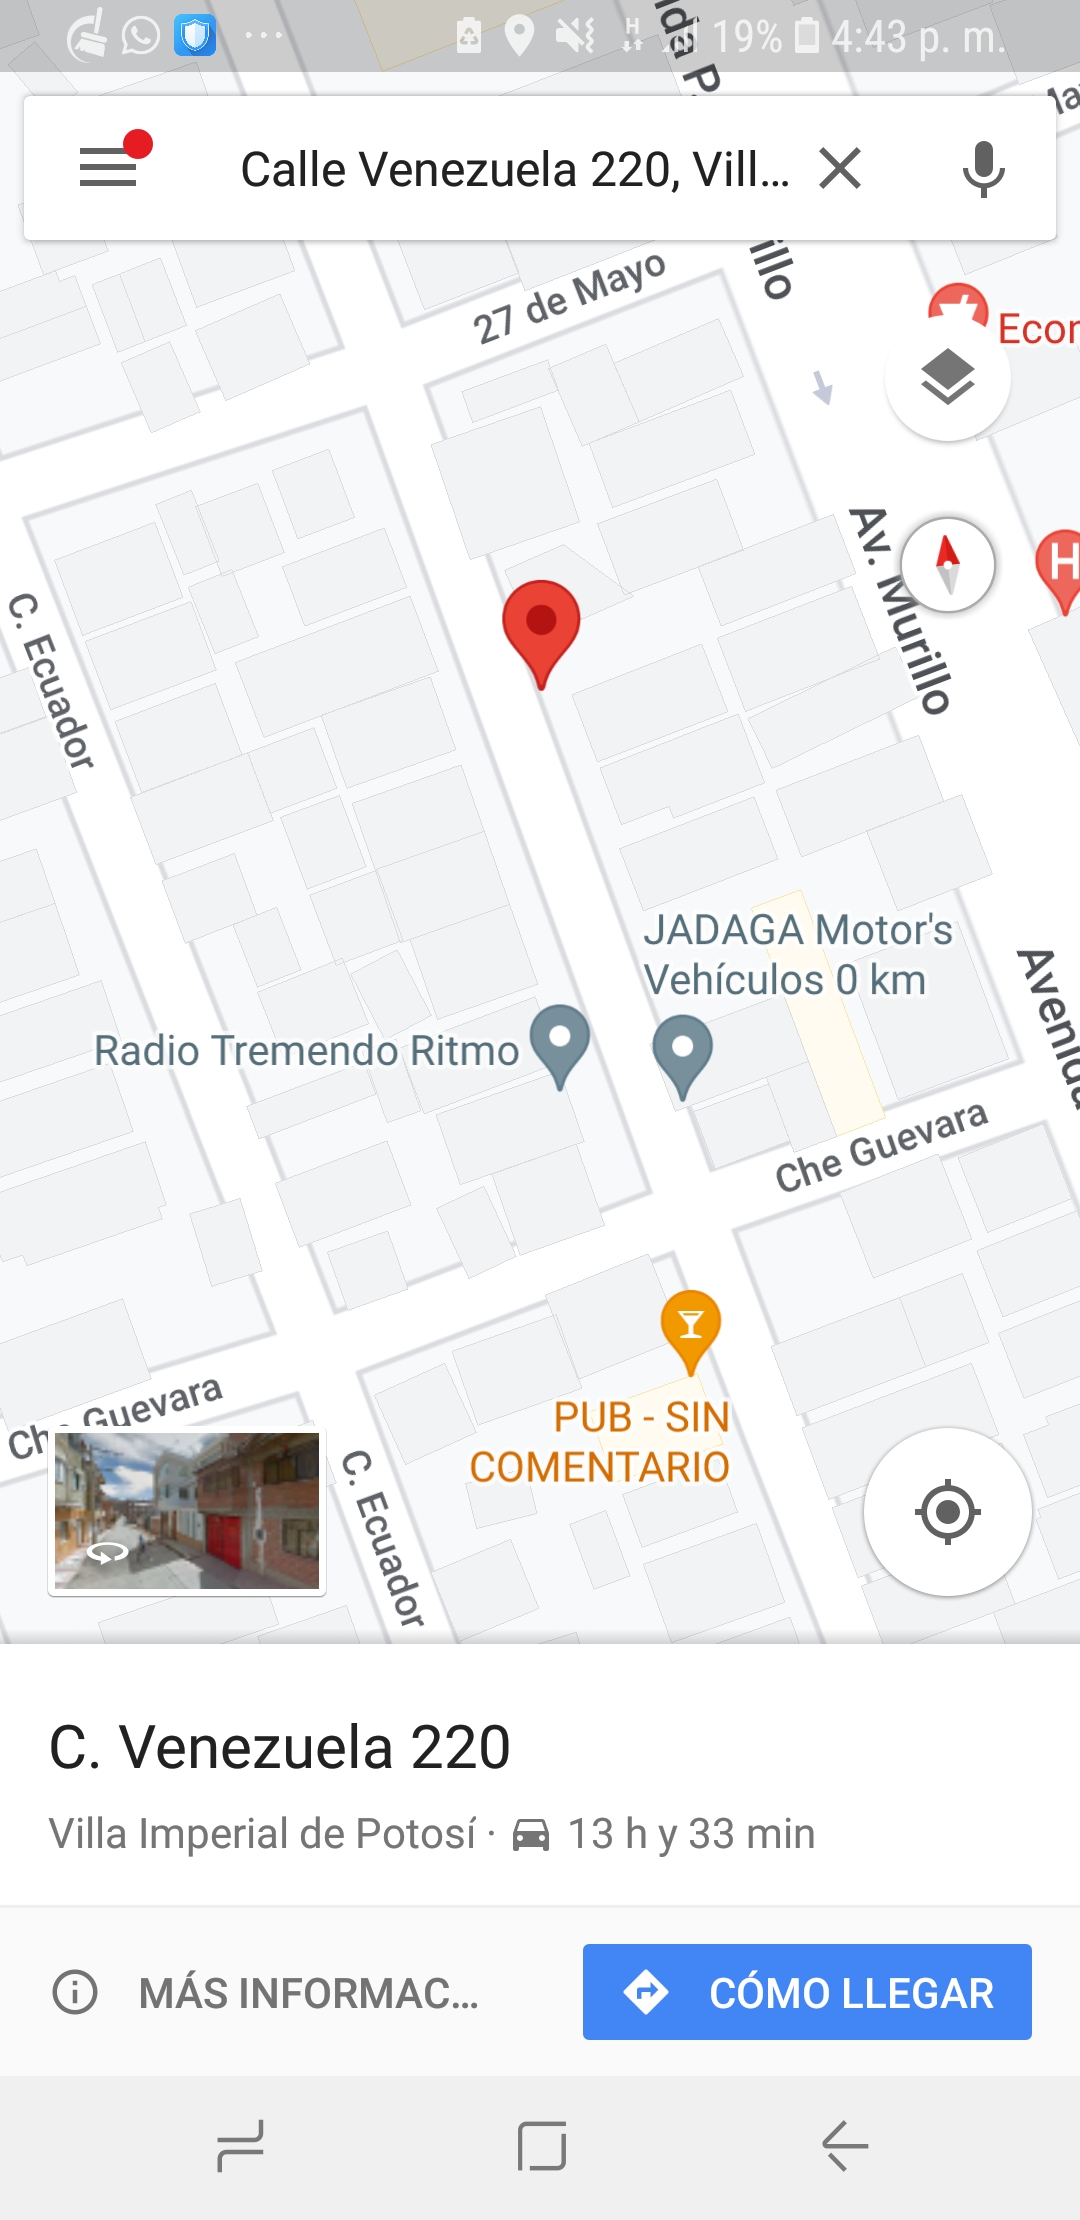 19% 4:43 p. m.
Calle Venezuela 220, Vill...
27 de Mayo
Av. Murillo
H
C. Ecuador
JADAGA Motor's
Vehículos 0 km
Radio Tremendo Ritmo
Che Guevara
PUB - SIN
COMENTARIO
Che Guevara
C. Ecuador
C. Venezuela 220
Villa Imperial de Potosí · 13 h y 33 min
MÁS INFORMAC...
CÓMO LLEGAR